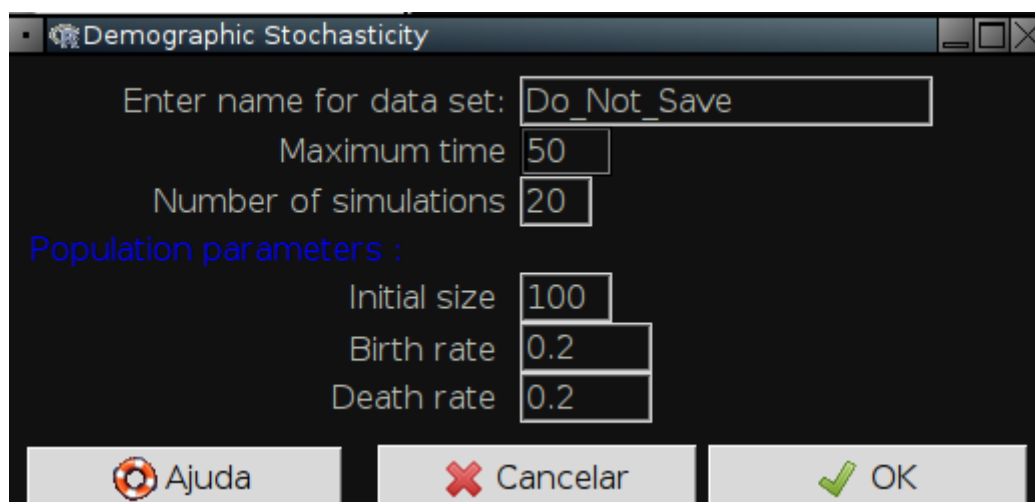 Demographic Stochasticity
Enter name for data set: Do_Not_Save
Maximum time 50
Number of simulations 20
Population parameters :
Initial size 100
Birth rate 0.2
Death rate 0.2
Ajuda Cancelar OK